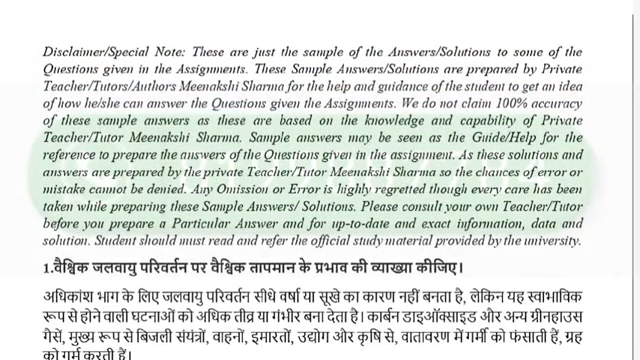 Disclaimer/Special Note: These are just the sample of the Answers/Solutions to some of the
Questions given in the Assignments. These Sample Answers/Solutions are prepared by Private
Teacher/Tutors/Authors Meenakshi Sharma for the help and guidance of the student to get an idea
of how he/she can answer the Questions given the Assignments. We do not claim 100% accuracy
of these sample answers as these are based on the knowledge and capability of Private
Teacher/Tutor Meenakshi Sharma. Sample answers may be seen as the Guide/Help for the
reference to prepare the answers of the Questions given in the assignment. As these solutions and
answers are prepared by the private Teacher/Tutor Meenakshi Sharma so the chances of error or
mistake cannot be denied. Any Omission or Error is highly regretted though every care has been
taken while preparing these Sample Answers/ Solutions. Please consult your own Teacher/Tutor
before you prepare a Particular Answer and for up-to-date and exact information, data and
solution. Student should must read and refer the official study material provided by the university.
1.वैश्विक जलवायु परिवर्तन पर वैश्विक तापमान के प्रभाव की व्याख्या कीजिए।
अधिकांश भाग के लिए जलवायु परिवर्तन सीधे वर्षा या सूखे का कारण नहीं बनता है, लेकिन यह स्वाभाविक
रूप से होने वाली घटनाओं को अधिक तीव्र या गंभीर बना देता है। कार्बन डाइऑक्साइड और अन्य ग्रीनहाउस
गैसें, मुख्य रूप से बिजली संयंत्रों, वाहनों, इमारतों, उद्योग और कृषि से, वातावरण में गर्मी को फंसाती हैं, ग्रह
को गर्म करती हैं।